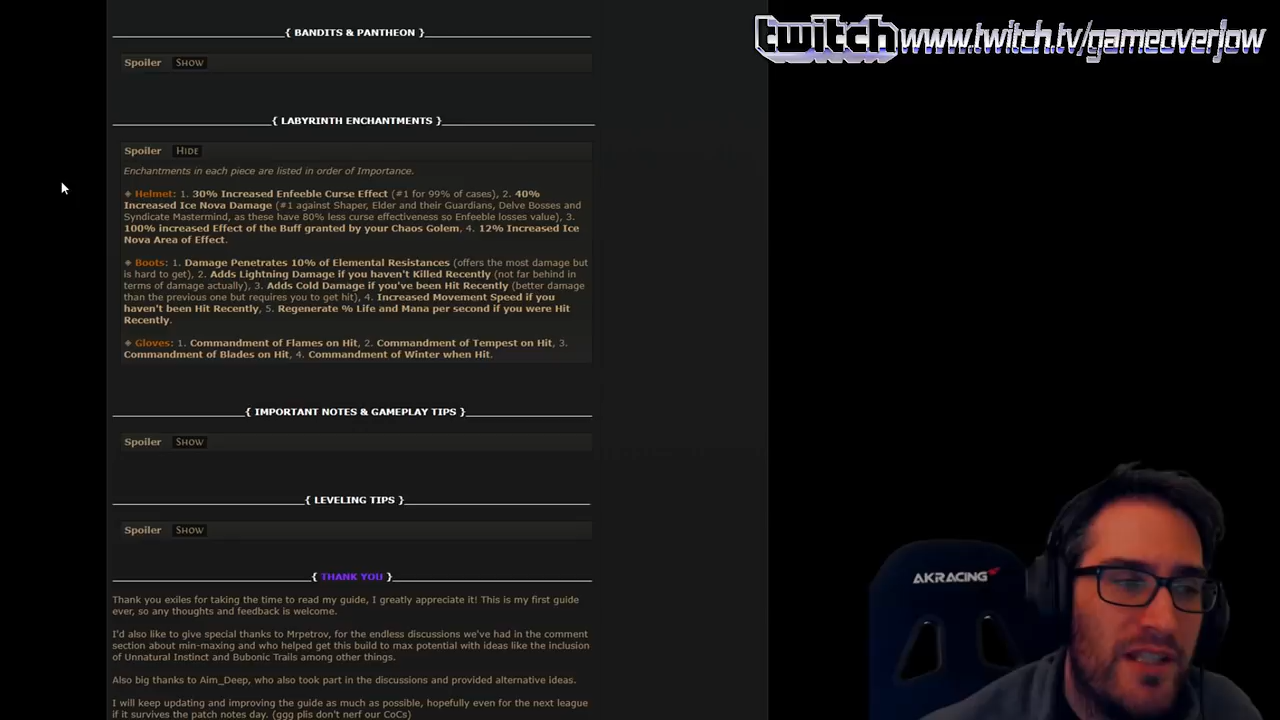 twitch www.twitch.tv/gameoverjow
{ BANDITS & PANTHEON }
Spoiler SHOW
{ LABYRINTH ENCHANTMENTS }
Spoiler HIDE
Enchantments in each piece are listed in order of Importance.
Helmet: 1. 30% Increased Enfeeble Curse Effect (#1 for 99% of cases), 2. 40%
Increased Ice Nova Damage (#1 against Shaper, Elder and their Guardians, Delve Bosses and
Syndicate Mastermind, as these have 80% less curse effectiveness so Enfeeble losses value), 3.
100% increased Effect of the Buff granted by your Chaos Golem, 4. 12% Increased Ice
Nova Area of Effect.
Boots: 1. Damage Penetrates 10% of Elemental Resistances (offers the most damage but
is hard to get), 2. Adds Lightning Damage if you haven't Killed Recently (not far behind in
terms of damage actually), 3. Adds Cold Damage if you've been Hit Recently (better damage
than the previous one but requires you to get hit), 4. Increased Movement Speed if you
haven't been Hit Recently, 5. Regenerate % Life and Mana per second if you were Hit
Recently.
Gloves: 1. Commandment of Flames on Hit, 2. Commandment of Tempest on Hit, 3.
Commandment of Blades on Hit, 4. Commandment of Winter when Hit.
{ IMPORTANT NOTES & GAMEPLAY TIPS }
Spoiler SHOW
{ LEVELING TIPS }
Spoiler SHOW
{ THANK YOU }
Thank you exiles for taking the time to read my guide, I greatly appreciate it! This is my first guide
ever, so any thoughts and feedback is welcome.
I'd also like to give special thanks to Mrpetrov, for the endless discussions we've had in the comment
section about min-maxing and who helped get this build to max potential with ideas like the inclusion
of Unnatural Instinct and Bubonic Trails among other things.
Also big thanks to Aim_Deep, who also took part in the discussions and provided alternative ideas.
I will keep updating and improving the guide as much as possible, hopefully even for the next league
if it survives the patch notes day. (ggg plis don't nerf our CoCs)
AKRACING